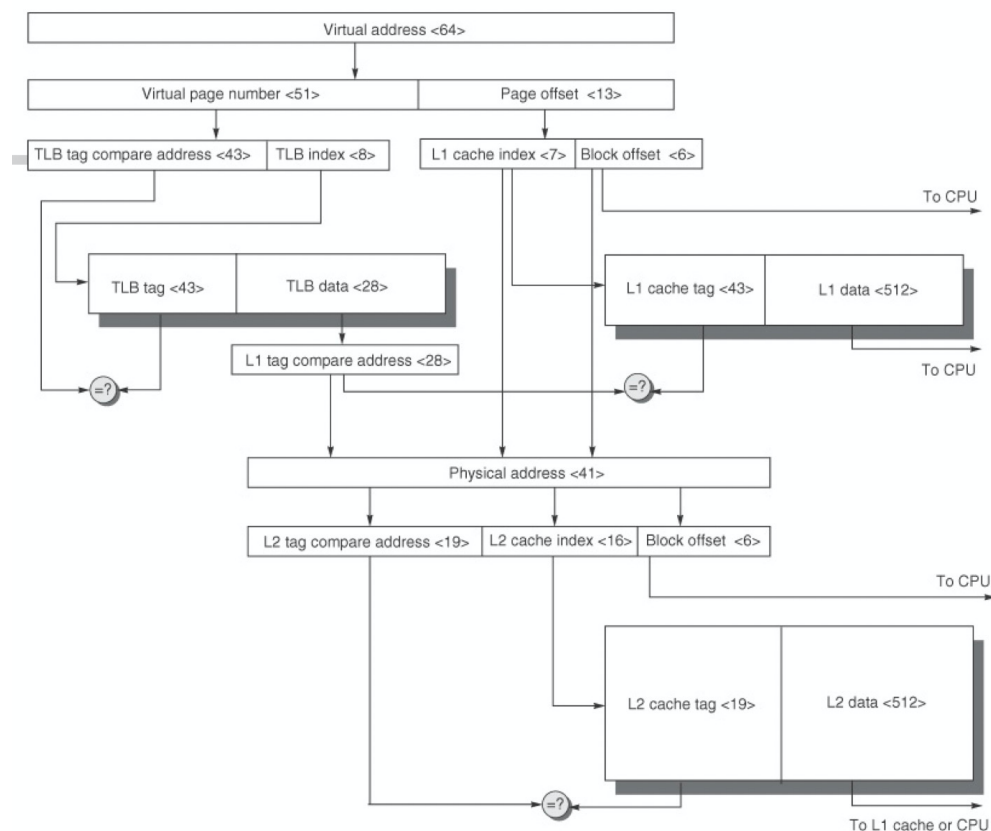 Virtual address <64>
Virtual page number <51>
Page offset <13>
TLB tag compare address <43>
TLB index <8>
L1 cache index <7>
Block offset <6>
To CPU
TLB tag <43>
TLB data <28>
L1 cache tag <43>
L1 data <512>
L1 tag compare address <28>
To CPU
=?
=?
Physical address <41>
L2 tag compare address <19>
L2 cache index <16>
Block offset <6>
To CPU
L2 cache tag <19>
L2 data <512>
=?
To L1 cache or CPU